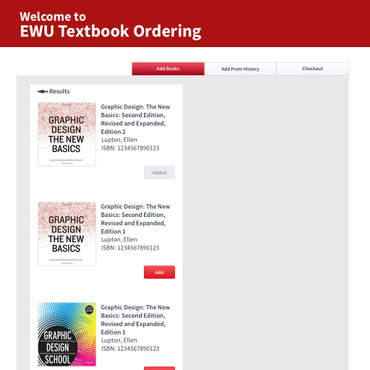 Welcome to
EWU Textbook Ordering
Add Books
Add From History
Checkout
Results
GRAPHIC
DESIGN
THE NEW
BASICS
Graphic Design: The New
Basics: Second Edition,
Revised and Expanded,
Edition 2
Lupton, Ellen
ISBN: 1234567890123
Added
GRAPHIC
DESIGN
THE NEW
BASICS
Graphic Design: The New
Basics: Second Edition,
Revised and Expanded,
Edition 1
Lupton, Ellen
ISBN: 1234567890123
Add
GRAPHIC
DESIGN
SCHOOL
Graphic Design: The New
Basics: Second Edition,
Revised and Expanded,
Edition 1
Lupton, Ellen
ISBN: 1234567890123